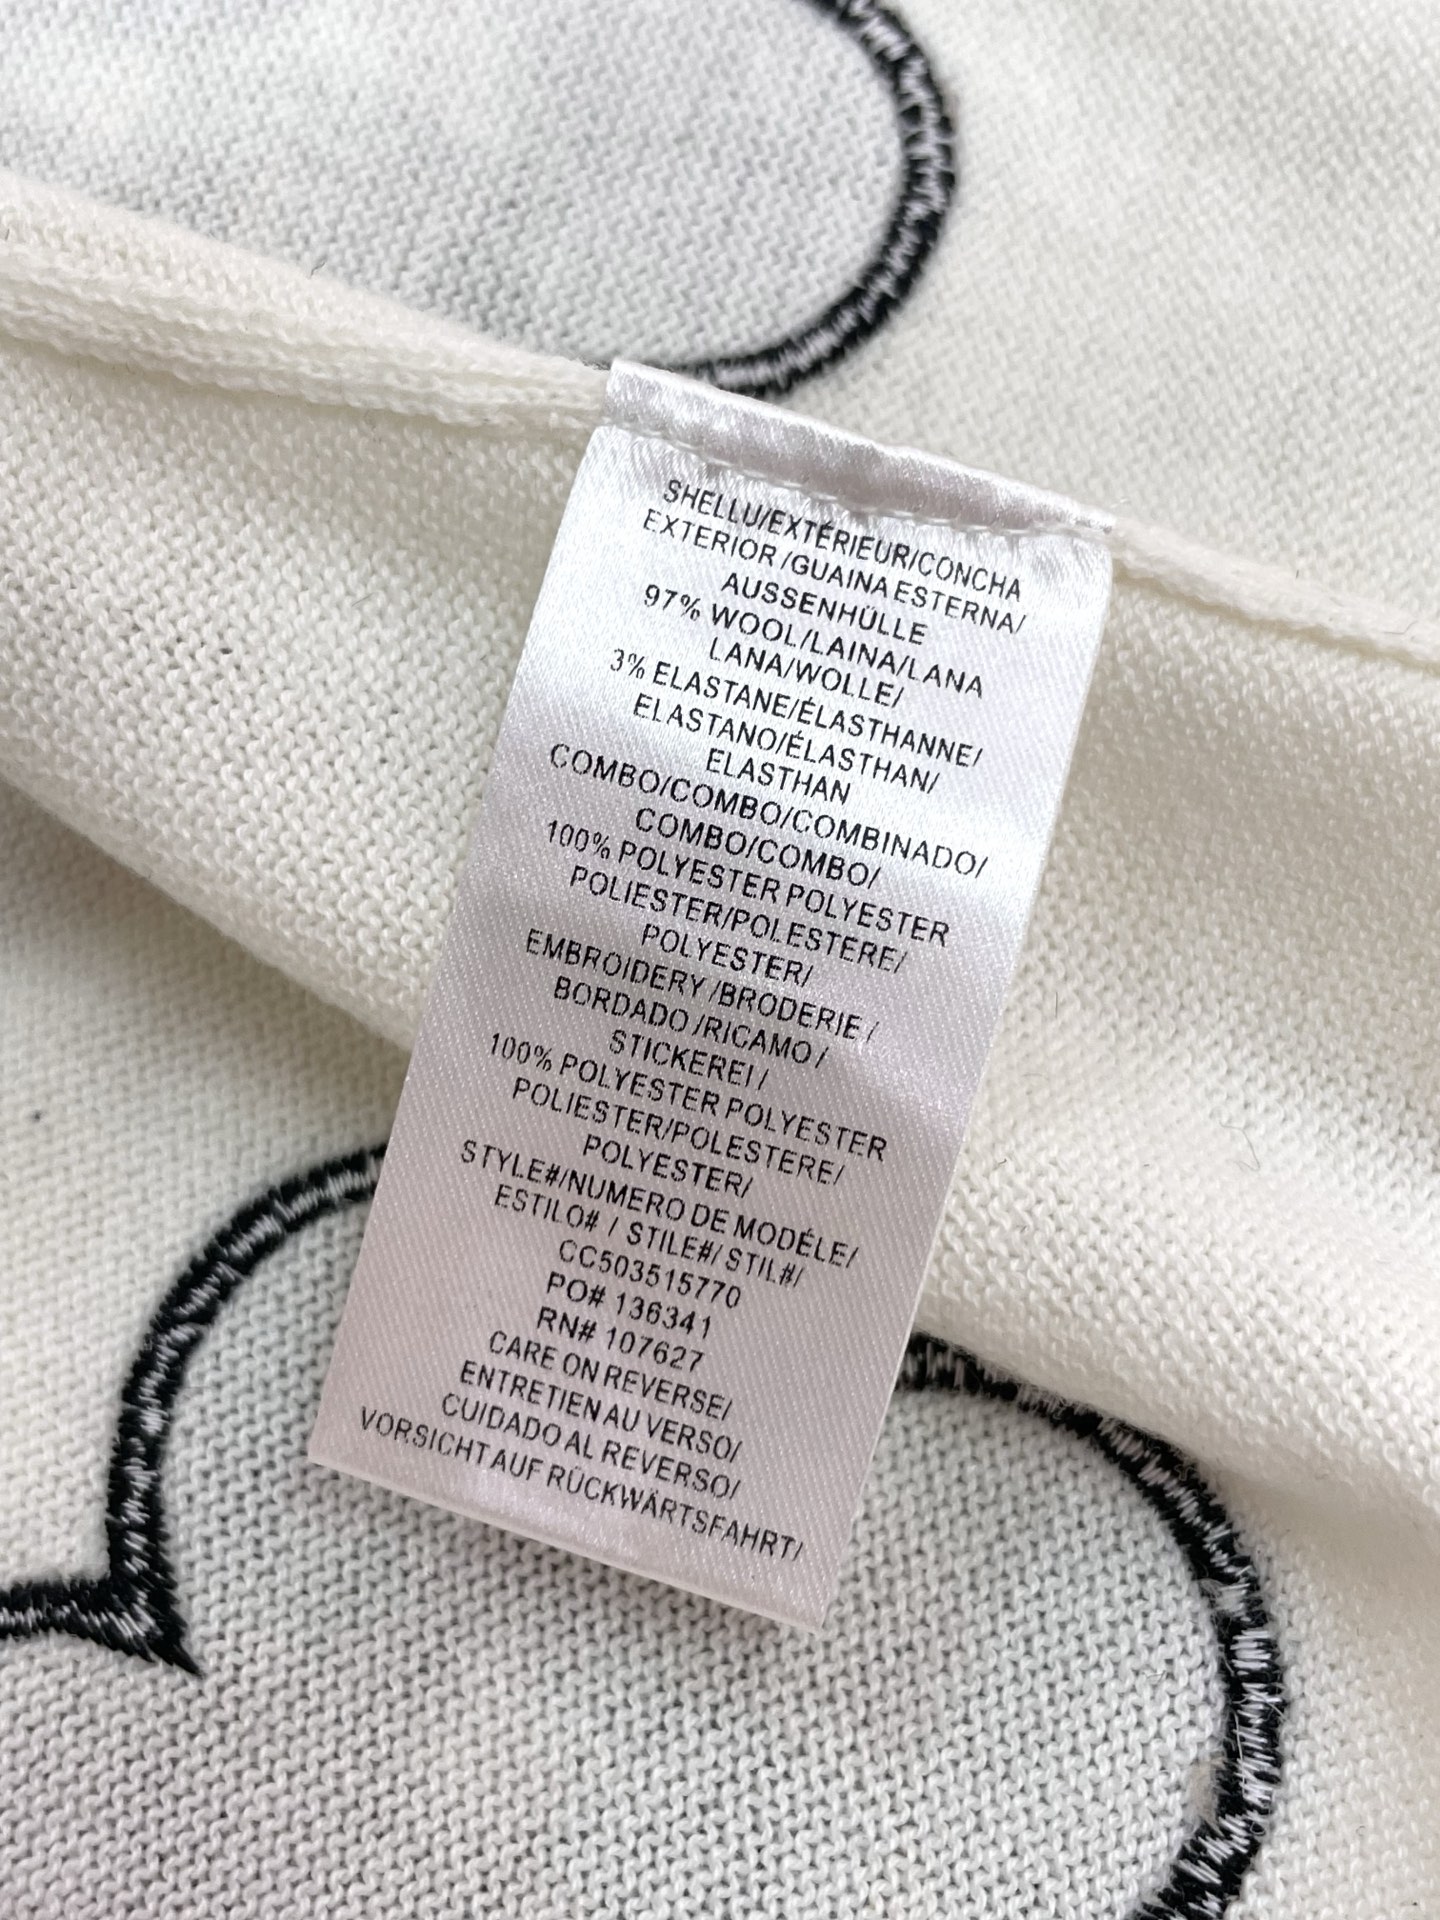 SHELLU/EXTÉRIEUR/CONCHA
EXTERIOR /GUAINA ESTERNA/
AUSSENHÜLLE
97% WOOL/LAINA/LANA
LANA/WOLLE/
3% ELASTANE/ÉLASTHANNE/
ELASTANO/ÉLASTHAN/
ELASTHAN
COMBO/COMBO/COMBINADO/
COMBO/COMBO/
100% POLYESTER POLYESTER
POLIESTER/POLESTERE/
POLYESTER/
EMBROIDERY /BRODERIE /
BORDADO /RICAMO /
STICKEREI /
100% POLYESTER POLYESTER
POLIESTER/POLESTERE/
POLYESTER/
STYLE#/NUMERO DE MODÉLE/
ESTILO# / STILE#/ STIL#/
CC503515770
PO# 136341
RN# 107627
CARE ON REVERSE/
ENTRETIEN AU VERSO/
CUIDADO AL REVERSO/
VORSICHT AUF RÜCKWÄRTSFAHRT/